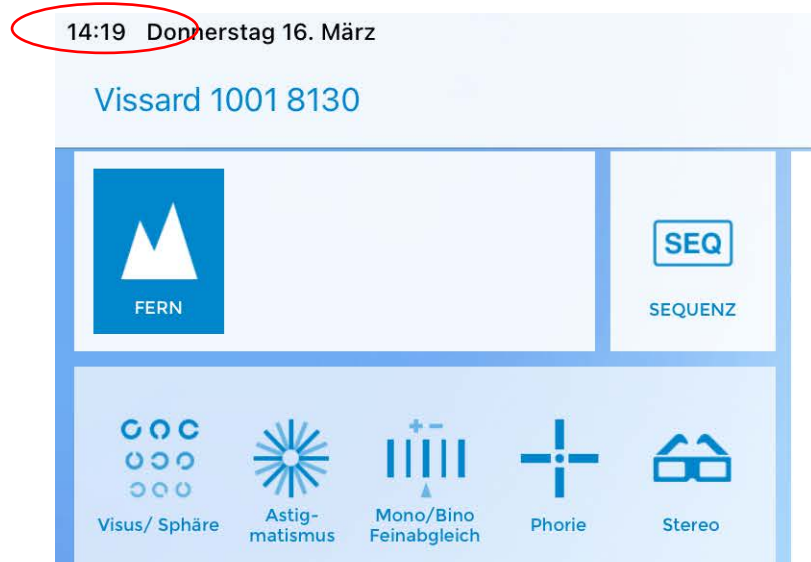 14:19 Donnerstag 16. März
Vissard 1001 8130
FERN
SEQ
SEQUENZ
+ −
Visus/ Sphäre
Astig-
matismus
Mono/Bino
Feinabgleich
Phorie
Stereo